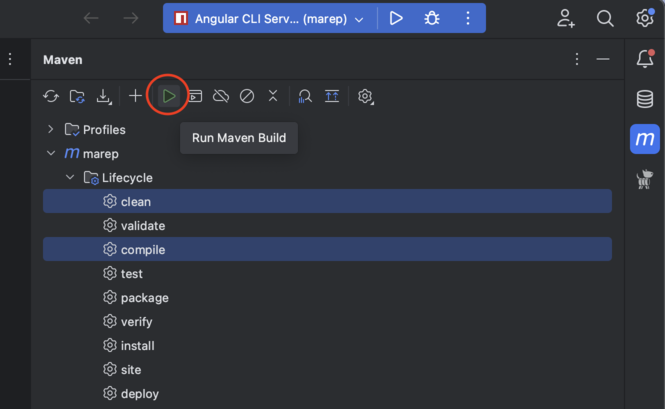 Angular CLI Serv... (marep)
Maven
Run Maven Build
Profiles
m marep
Lifecycle
clean
validate
compile
test
package
verify
install
site
deploy
m